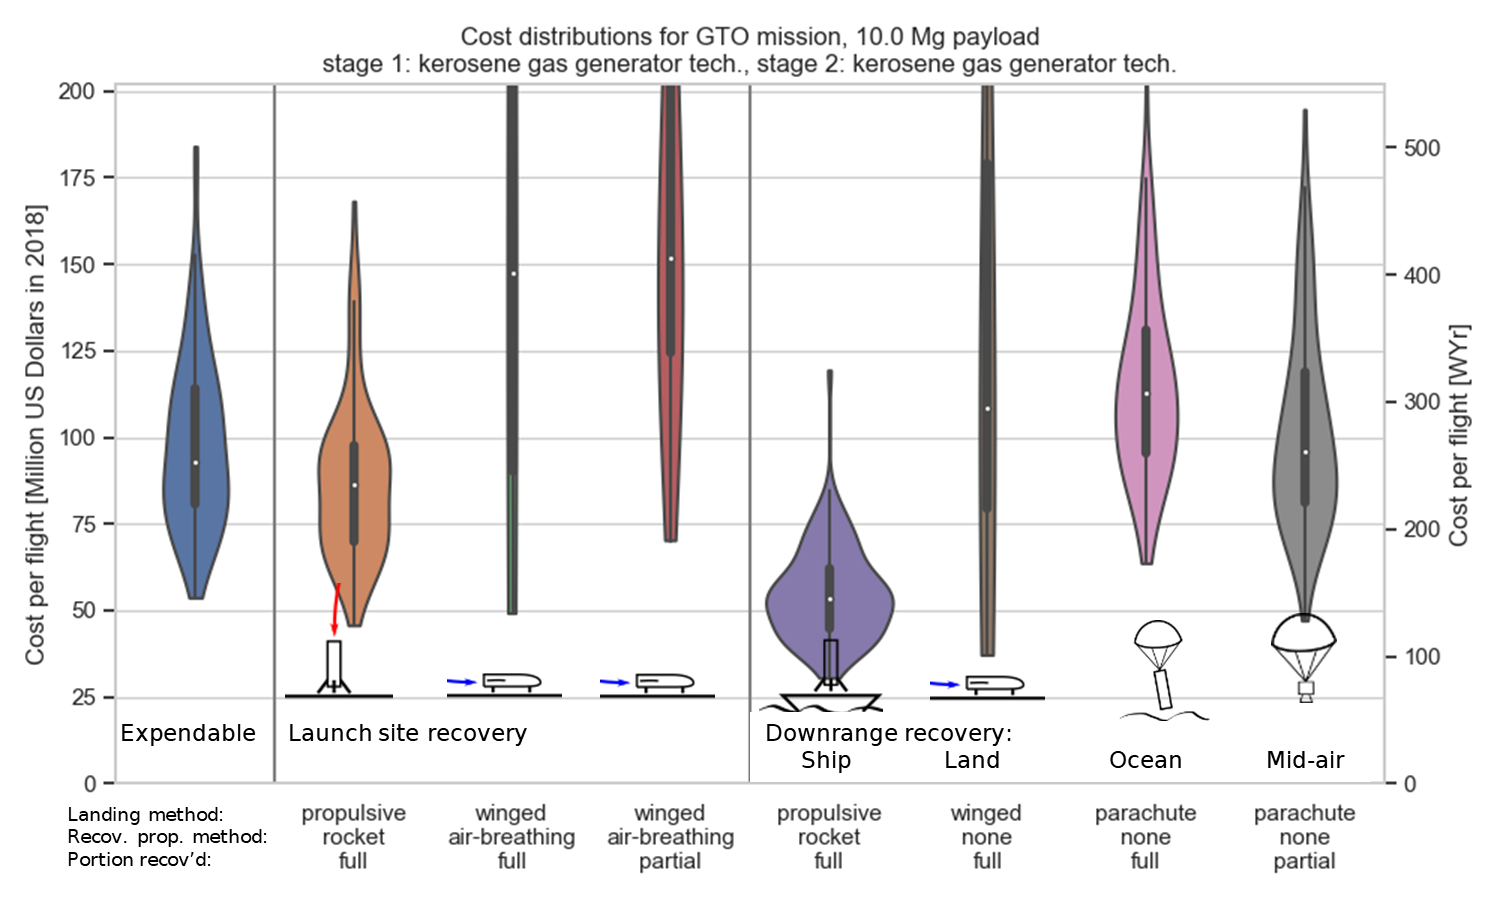 Cost distributions for GTO mission, 10.0 Mg payload
stage 1: kerosene gas generator tech., stage 2: kerosene gas generator tech.
Cost per flight [Million US Dollars in 2018]
200
175
150
125
100
75
50
25
0
Cost per flight [WYr]
500
400
300
200
100
0
Expendable
Launch site recovery
Downrange recovery:
Ship
Land
Ocean
Mid-air
Landing method:
Recov. prop. method:
Portion recov'd:
propulsive
rocket
full
winged
air-breathing
full
winged
air-breathing
partial
propulsive
rocket
full
winged
none
full
parachute
none
full
parachute
none
partial